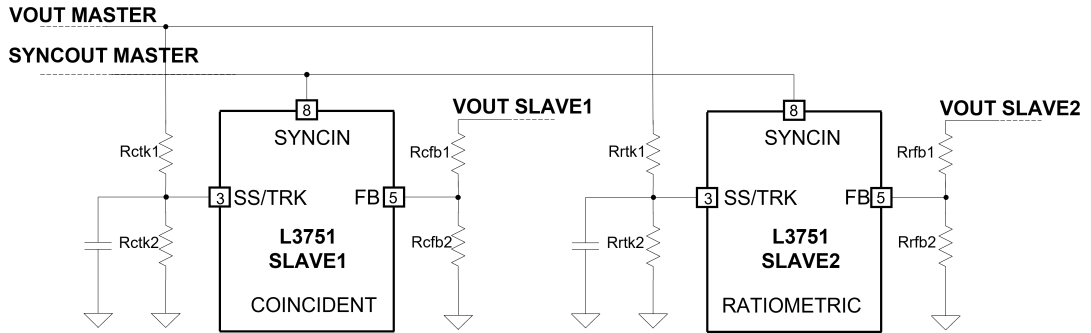 VOUT MASTER
SYNCOUT MASTER
8
SYNCIN
VOUT SLAVE1
Rctk1
Rcfb1
3
SS/TRK
FB
5
Rctk2
Rcfb2
L3751
SLAVE1
COINCIDENT
8
SYNCIN
VOUT SLAVE2
Rrtk1
Rrfb1
3
SS/TRK
FB
5
Rrtk2
Rrfb2
L3751
SLAVE2
RATIOMETRIC